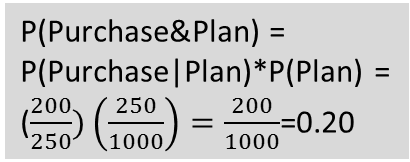 P(Purchase&Plan) =
P(Purchase|Plan)*P(Plan) =
(200/250) (250/1000) = 200/1000=0.20